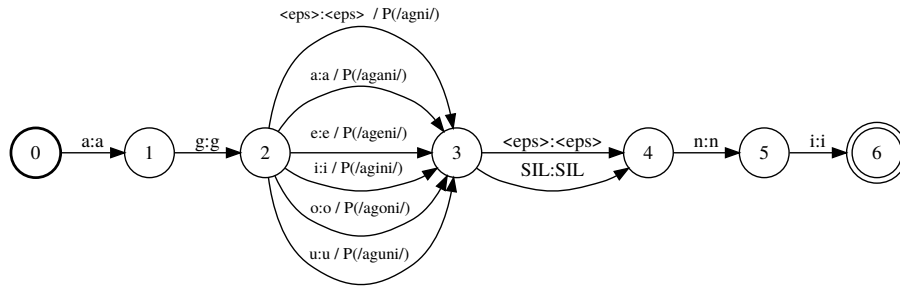 <eps>:<eps> / P(/agni/)
a:a / P(/agani/)
e:e / P(/ageni/)
i:i / P(/agini/)
o:o / P(/agoni/)
u:u / P(/aguni/)
0 a:a 1 g:g 2 3 <eps>:<eps> 4 n:n 5 i:i 6
SIL:SIL